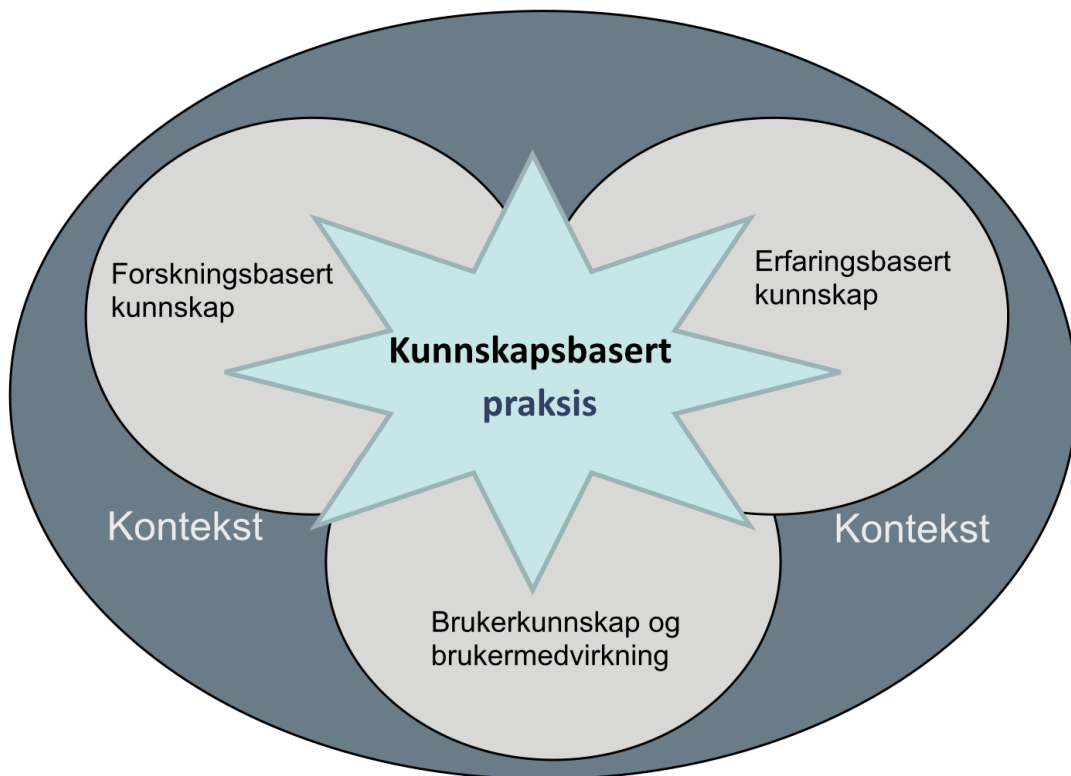 Forskningsbasert
kunnskap
Erfaringsbasert
kunnskap
Kunnskapsbasert
praksis
Kontekst
Kontekst
Brukerkunnskap og
brukermedvirkning